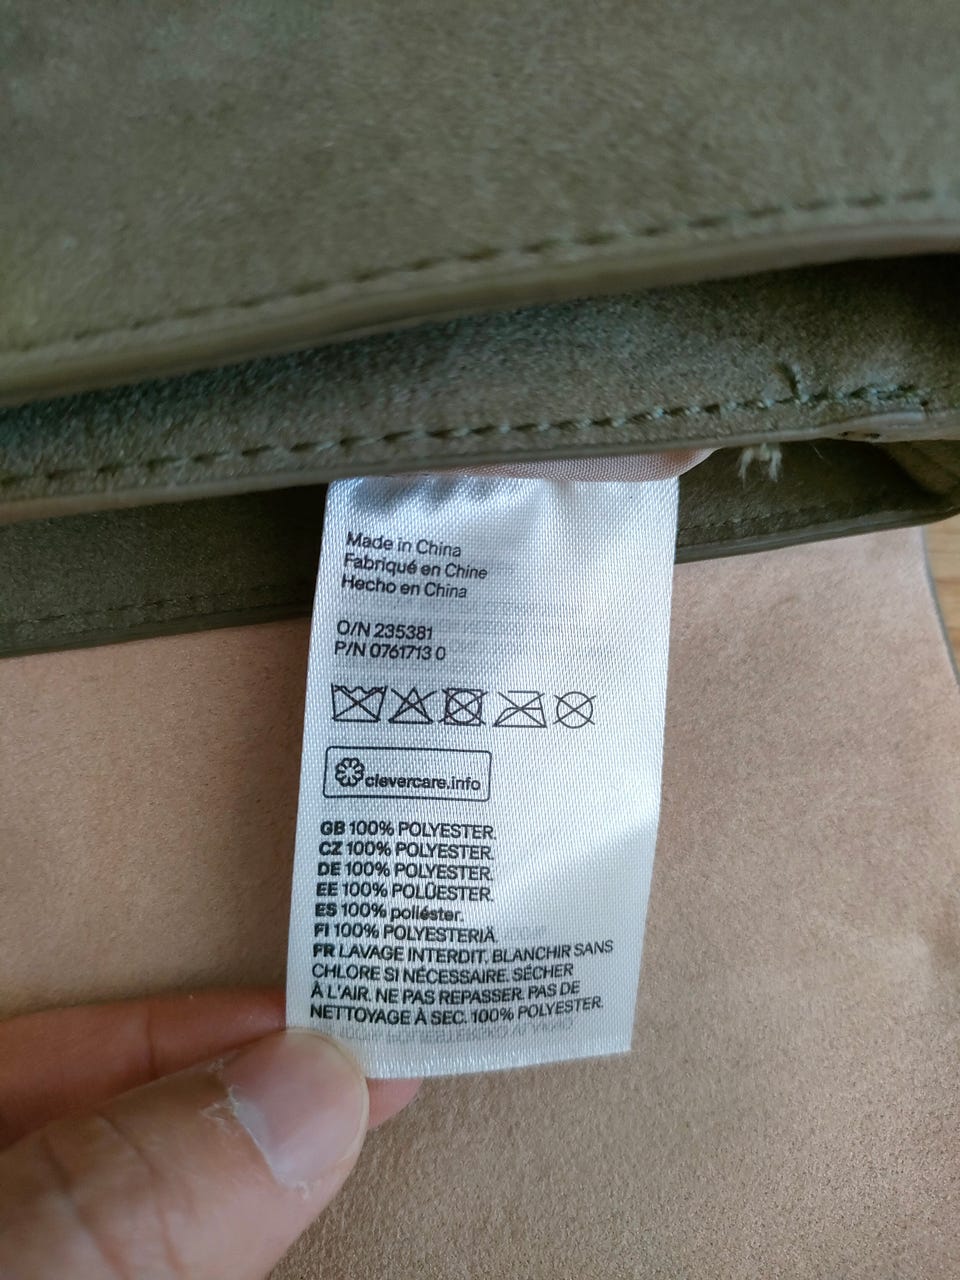 Made in China
Fabriqué en Chine
Hecho en China
O/N 235381
P/N 0761713 0
clevercare.info
GB 100% POLYESTER.
CZ 100% POLYESTER.
DE 100% POLYESTER.
EE 100% POLÜESTER.
ES 100% poliéster.
FI 100% POLYESTERIÄ.
FR LAVAGE INTERDIT. BLANCHIR SANS
CHLORE SI NÉCESSAIRE. SÉCHER
À L'AIR. NE PAS REPASSER. PAS DE
NETTOYAGE À SEC. 100% POLYESTER.